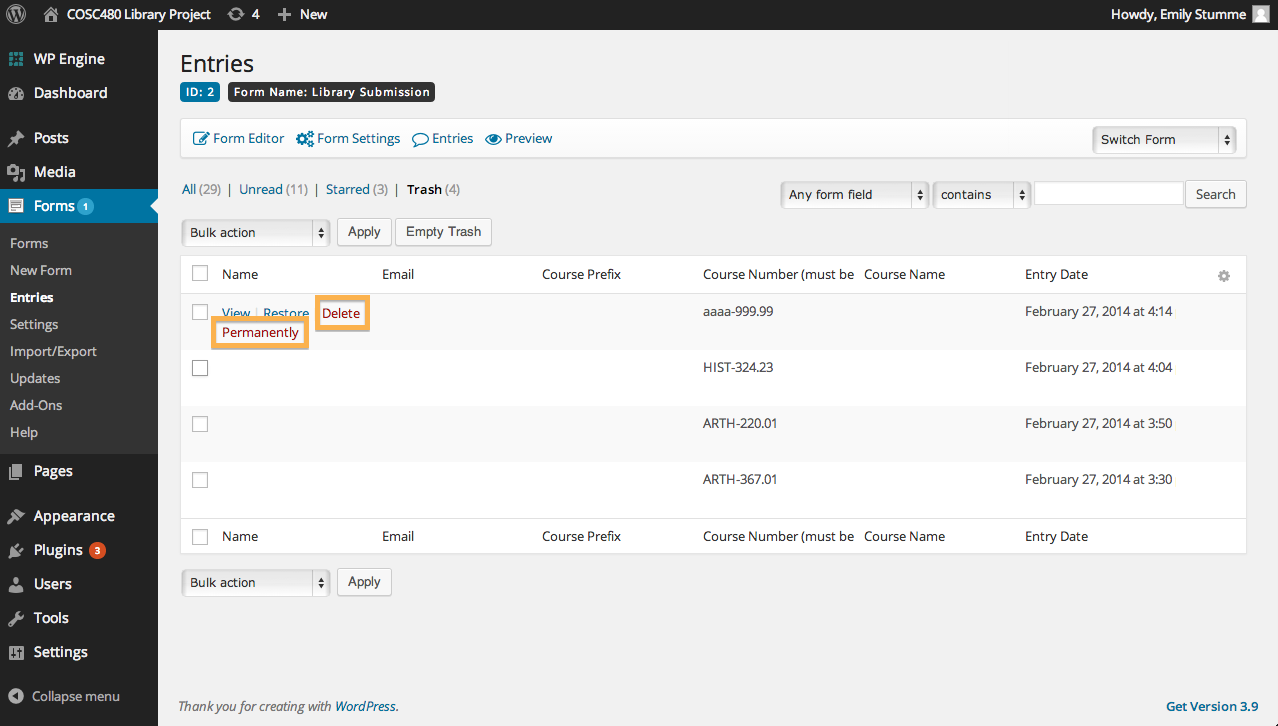 COSC480 Library Project 4 New Howdy, Emily Stumme
WP Engine
Dashboard
Posts
Media
Forms 1
Forms
New Form
Entries
Settings
Import/Export
Updates
Add-Ons
Help
Pages
Appearance
Plugins 3
Users
Tools
Settings
Collapse menu
Entries
ID: 2 Form Name: Library Submission
Form Editor Form Settings Entries Preview Switch Form
All (29) | Unread (11) | Starred (3) | Trash (4)
Any form field contains Search
Bulk action Apply Empty Trash
Name Email Course Prefix Course Number (must be Course Name Entry Date
View | Restore Delete aaaa-999.99 February 27, 2014 at 4:14
Permanently
HIST-324.23 February 27, 2014 at 4:04
ARTH-220.01 February 27, 2014 at 3:50
ARTH-367.01 February 27, 2014 at 3:30
Name Email Course Prefix Course Number (must be Course Name Entry Date
Bulk action Apply
Thank you for creating with WordPress. Get Version 3.9